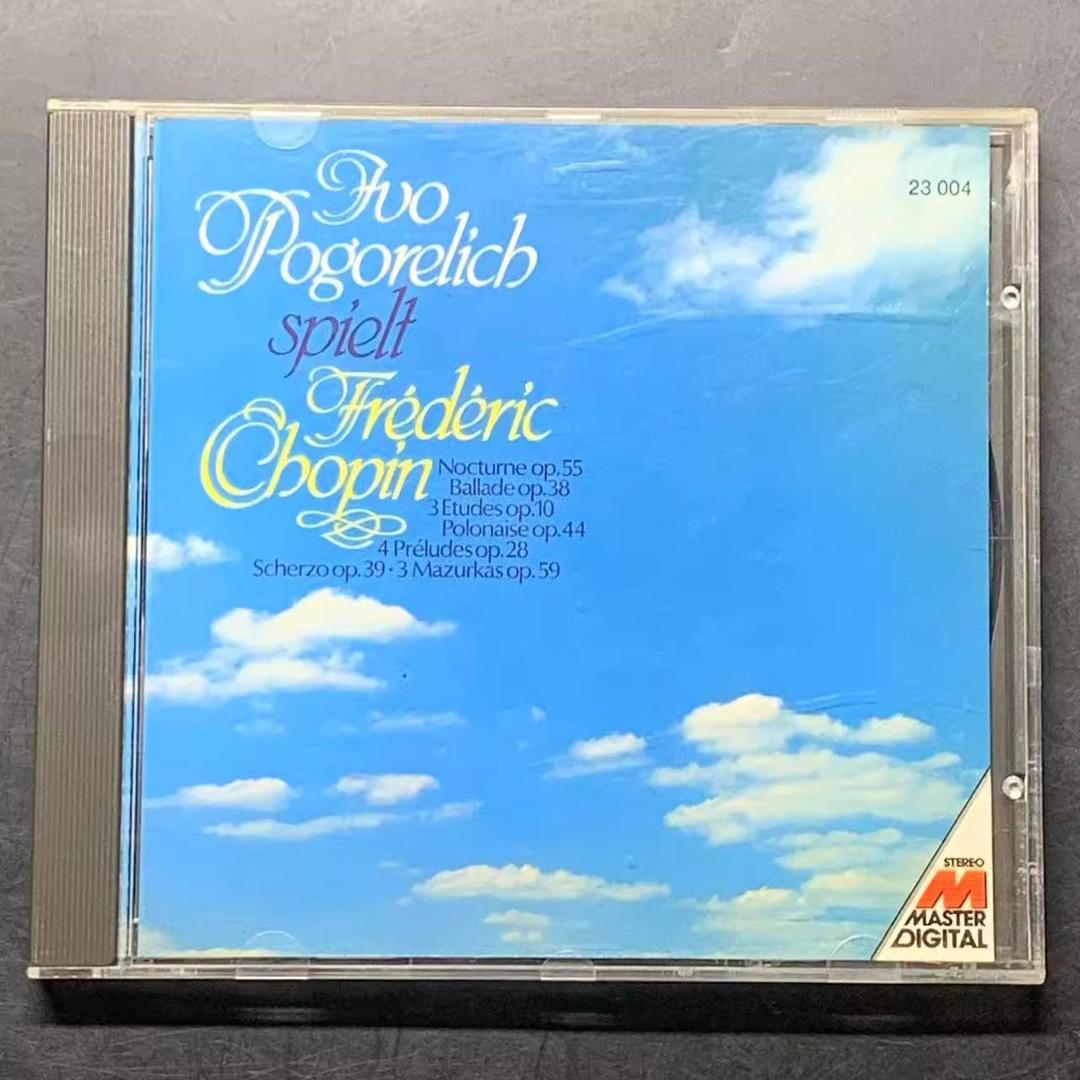 Ivo
Pogorelich
spielt
Frédéric
Chopin
Nocturne op.55
Ballade op.38
3 Etudes op.10
Polonaise op.44
4 Préludes op.28
Scherzo op.39 · 3 Mazurkas op.59
23 004
STEREO
M
MASTER
DIGITAL